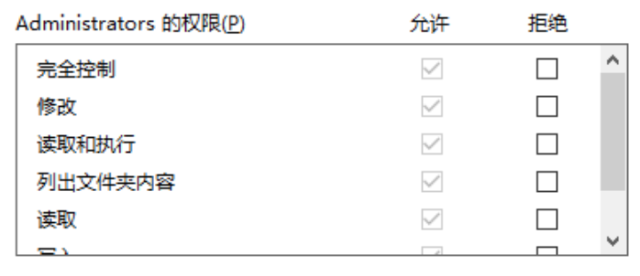 Administrators 的权限(P) 允许 拒绝
完全控制
修改
读取和执行
列出文件夹内容
读取